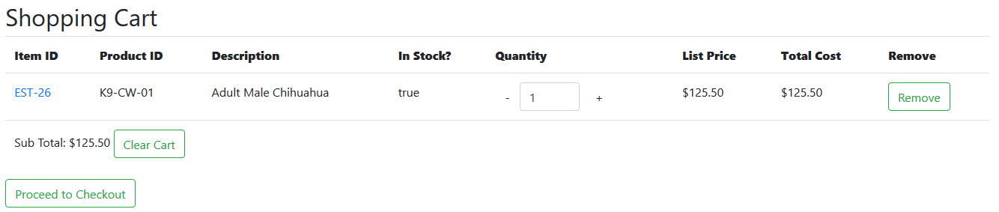 Shopping Cart
Item ID Product ID Description In Stock? Quantity List Price Total Cost Remove
EST-26 K9-CW-01 Adult Male Chihuahua true - 1 + $125.50 $125.50 Remove
Sub Total: $125.50 Clear Cart
Proceed to Checkout